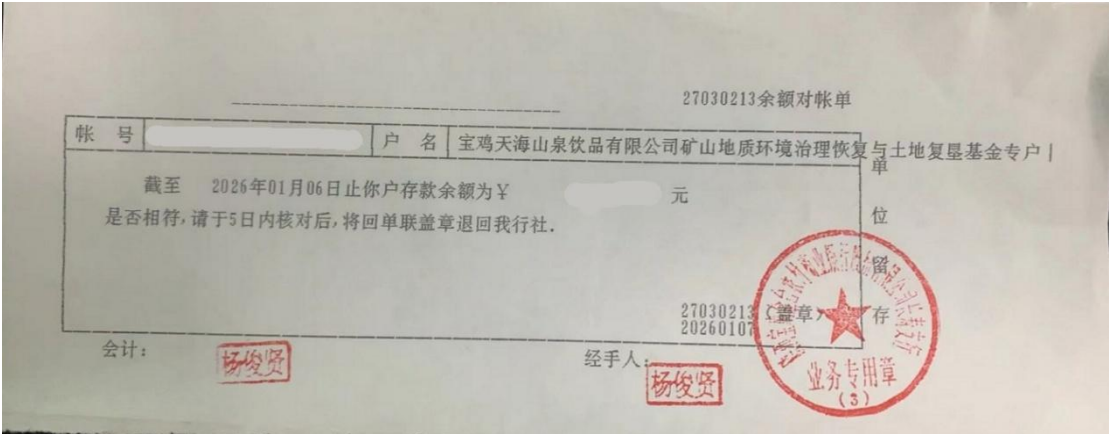 27030213余额对帐单
帐 号
户 名 宝鸡天海山泉饮品有限公司矿山地质环境治理恢复与土地复垦基金专户
截至 2026年01月06日止你户存款余额为¥ 元
是否相符,请于5日内核对后,将回单联盖章退回我行社.
单位留存
27030213(盖章)
20260107
业务专用章
(3)
会计:
杨俊贤
经手人:
杨俊贤